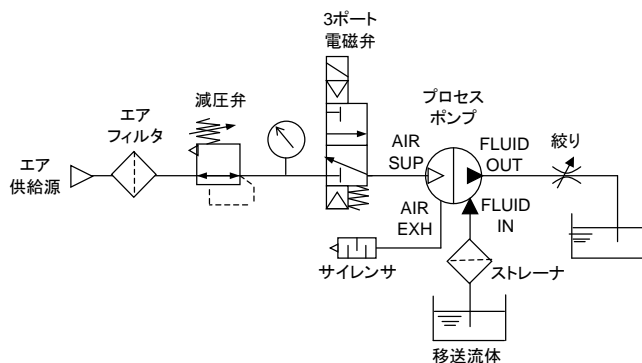 3ポート
電磁弁
減圧弁
エア
フィルタ
エア
供給源
プロセス
ポンプ
AIR
SUP
FLUID
OUT
絞り
AIR
EXH
FLUID
IN
サイレンサ
ストレーナ
移送流体